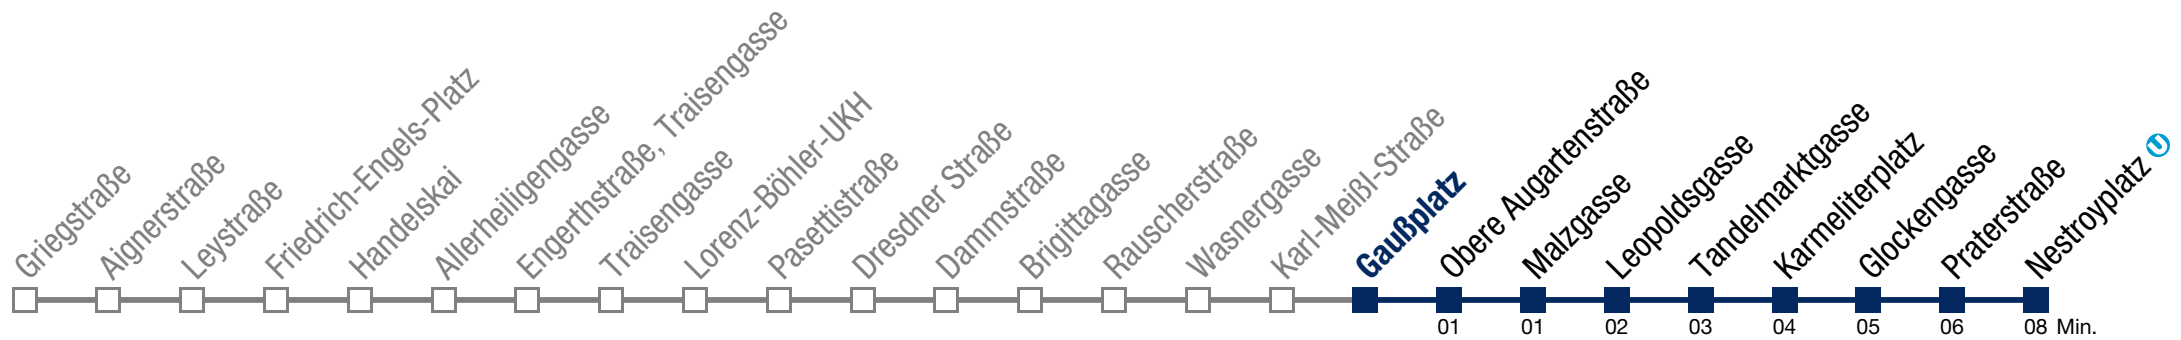 Griegstraße
Aignerstraße
Leystraße
Friedrich-Engels-Platz
Handelskai
Allerheiligengasse
Engerthstraße, Traisengasse
Traisengasse
Lorenz-Böhler-UKH
Pasettistraße
Dresdner Straße
Dammstraße
Brigittagasse
Rauscherstraße
Wasnergasse
Karl-Meißl-Straße
Gaußplatz
Obere Augartenstraße
Malzgasse
Leopoldsgasse
Tandelmarktgasse
Karmeliterplatz
Glockengasse
Praterstraße
Nestroyplatz U
01 01 02 03 04 05 06 08 Min.